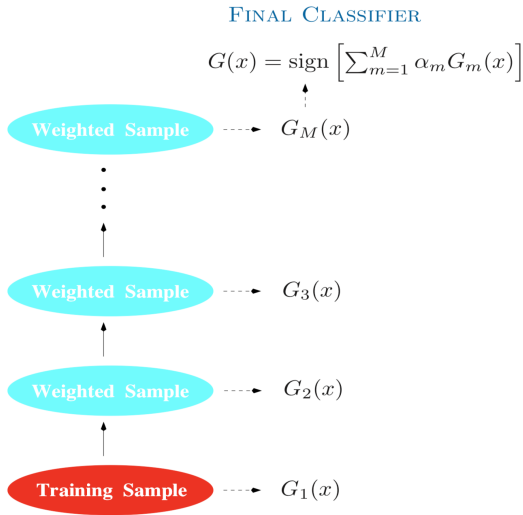 FINAL CLASSIFIER
G(x) = sign [∑_{m=1}^{M} α_m G_m(x)]
Weighted Sample G_M(x)
Weighted Sample G_3(x)
Weighted Sample G_2(x)
Training Sample G_1(x)